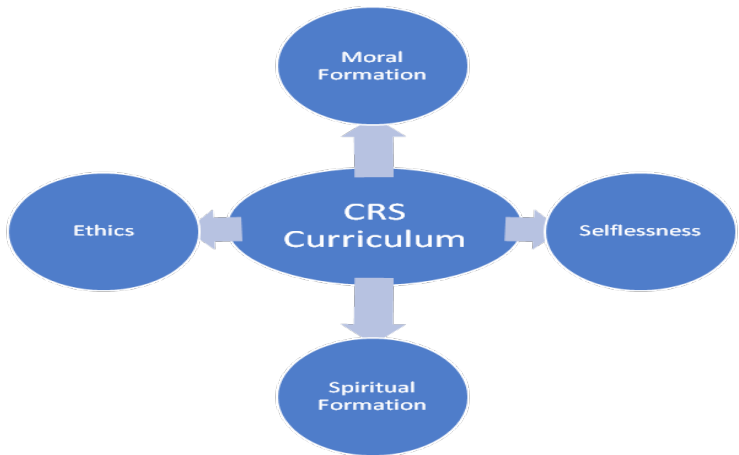 Moral
Formation
Ethics
CRS
Curriculum
Selflessness
Spiritual
Formation